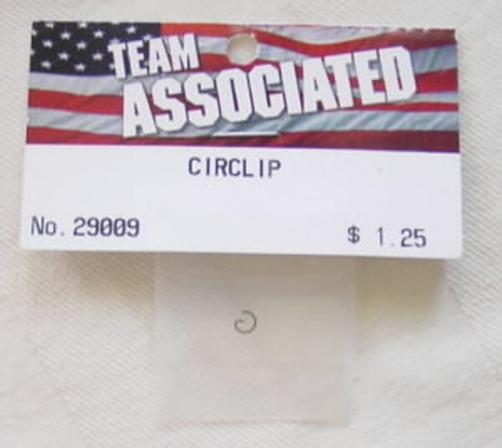 TEAM
ASSOCIATED
CIRCLIP
No. 29009 $ 1.25